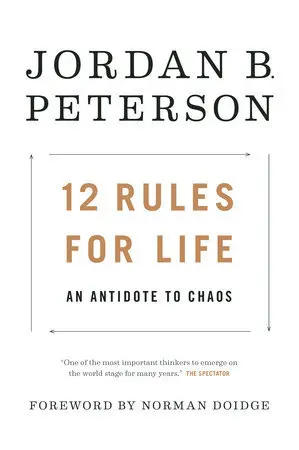 JORDAN B.
PETERSON
12 RULES
FOR LIFE
AN ANTIDOTE TO CHAOS
"One of the most important thinkers to emerge on
the world stage for many years." THE SPECTATOR
FOREWORD BY NORMAN DOIDGE